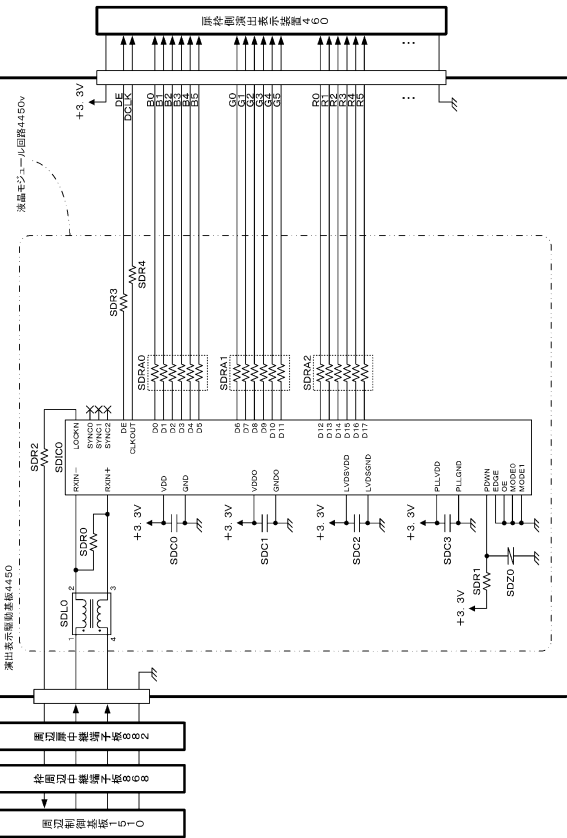 扉枠側演出表示装置460
+3.3V
DE
DCLK
B0
B1
B2
B3
B4
B5
G0
G1
G2
G3
G4
G5
R0
R1
R2
R3
R4
R5
…
…
液晶モジュール回路4450v
SDR3
SDR4
SDRA0
SDRA1
SDRA2
SDR2
SDIC0
LOCKN
SYNC0
SYNC1
SYNC2
DE
CLKOUT
D0
D1
D2
D3
D4
D5
D6
D7
D8
D9
D10
D11
D12
D13
D14
D15
D16
D17
RXIN−
RXIN+
VDD
GND
VDDO
GNDO
LVDSVDD
LVDSGND
PLLVDD
PLLGND
PDWN
EDGE
OE
MODE0
MODE1
SDR0
+3.3V
SDC0
+3.3V
SDC1
+3.3V
SDC2
+3.3V
SDC3
SDR1
+3.3V
SDZ0
SDL0
1
2
3
4
演出表示駆動基板4450
周辺扉中継端子板882
枠周辺中継端子板868
周辺制御基板1510